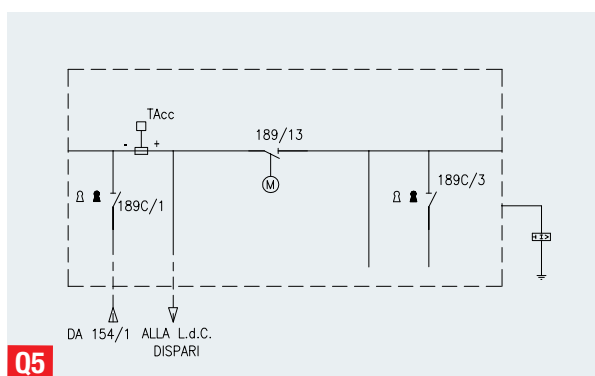 TAcc
- +
189/13
M
189C/1
189C/3
DA 154/1
ALLA L.d.C.
DISPARI
Q5